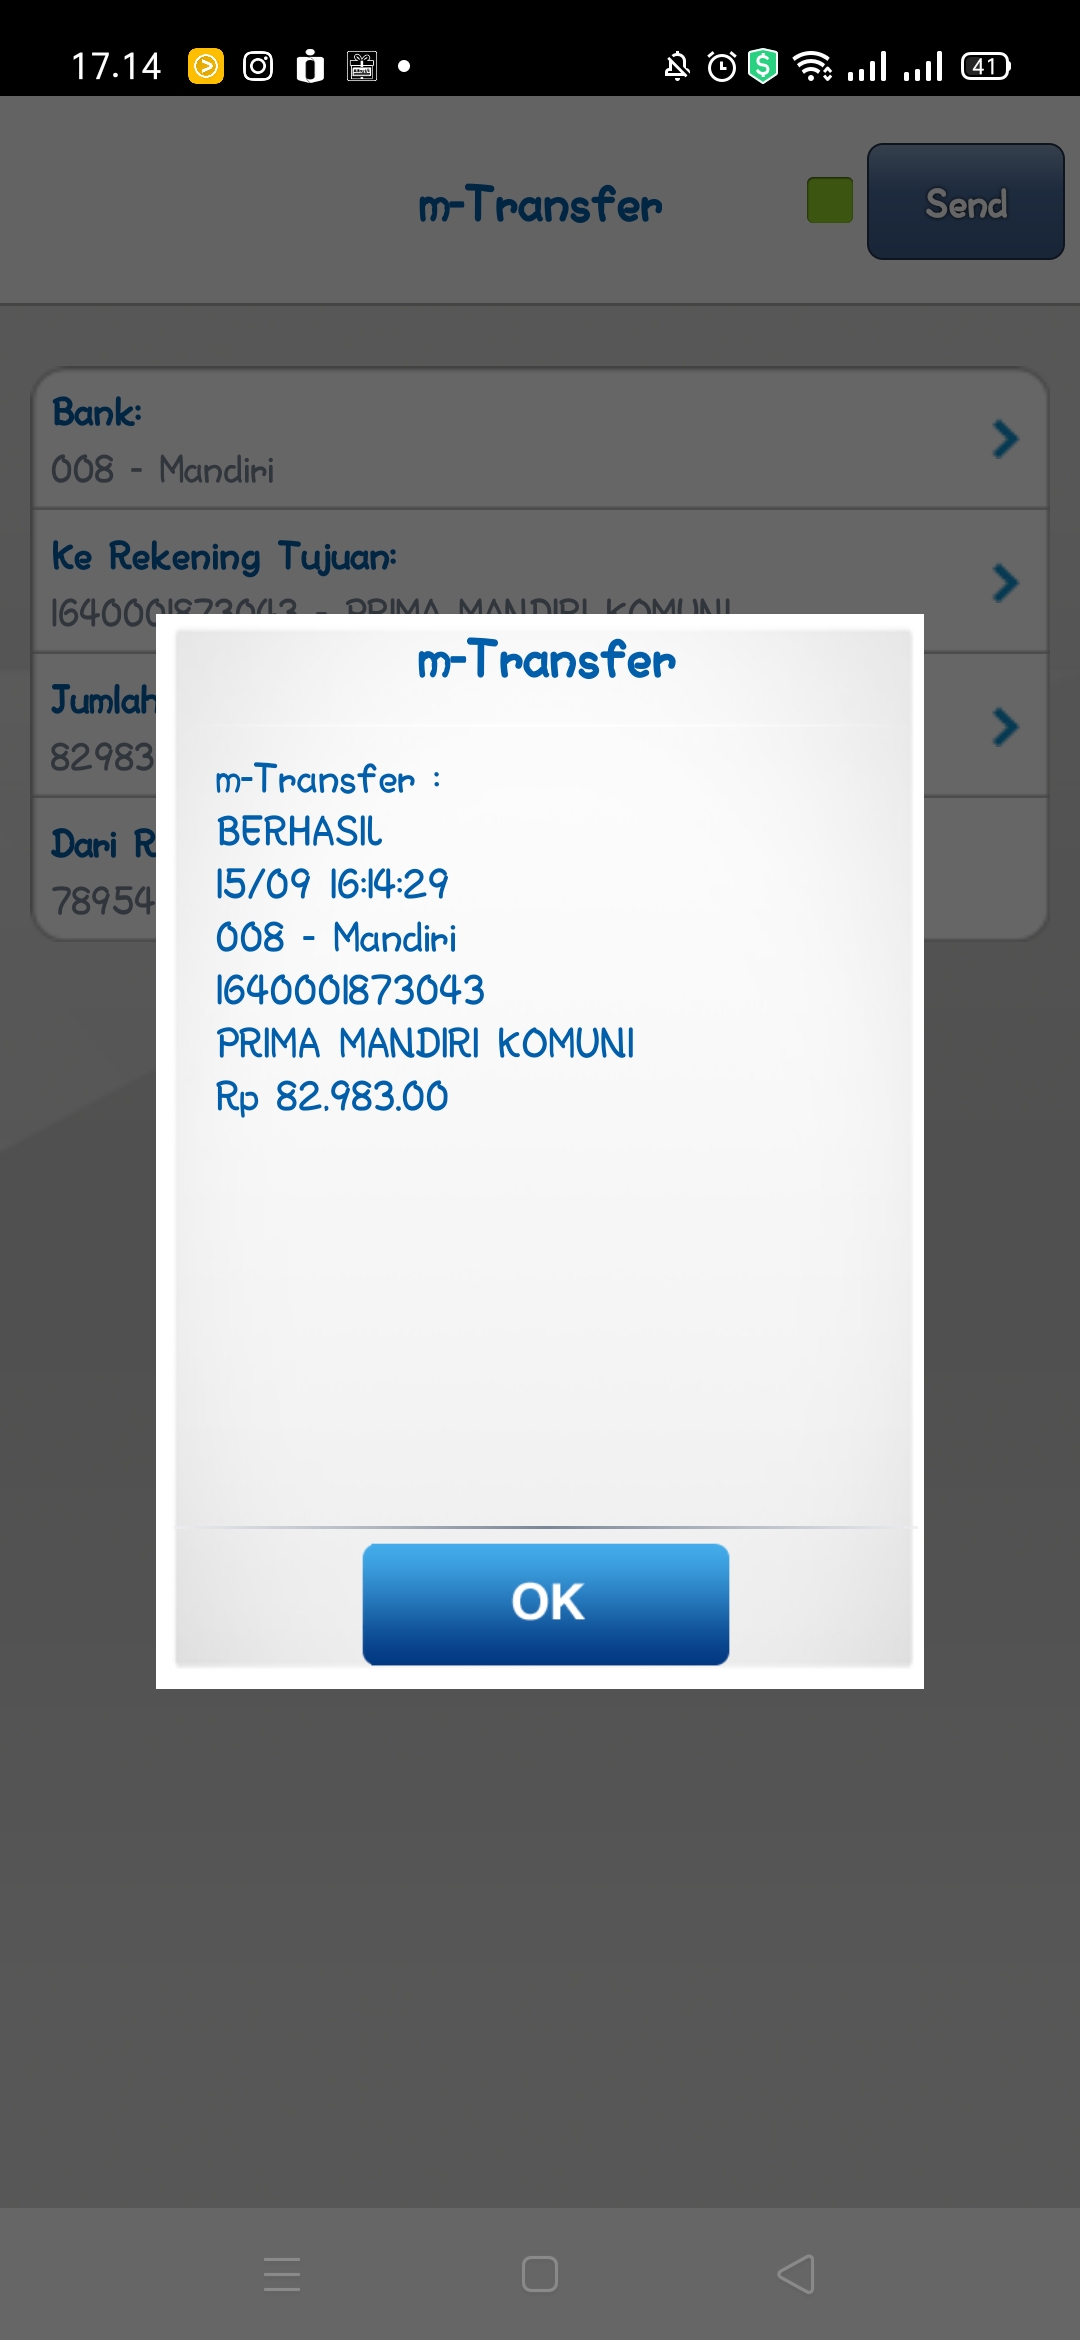 17.14
41
m-Transfer
Send
Bank:
008 - Mandiri
Ke Rekening Tujuan:
1640001873043 - PRIMA MANDIRI KOMUNI
Jumlah
82983
Dari R
78954
m-Transfer
m-Transfer :
BERHASIL
15/09 16:14:29
008 - Mandiri
1640001873043
PRIMA MANDIRI KOMUNI
Rp 82.983.00
OK